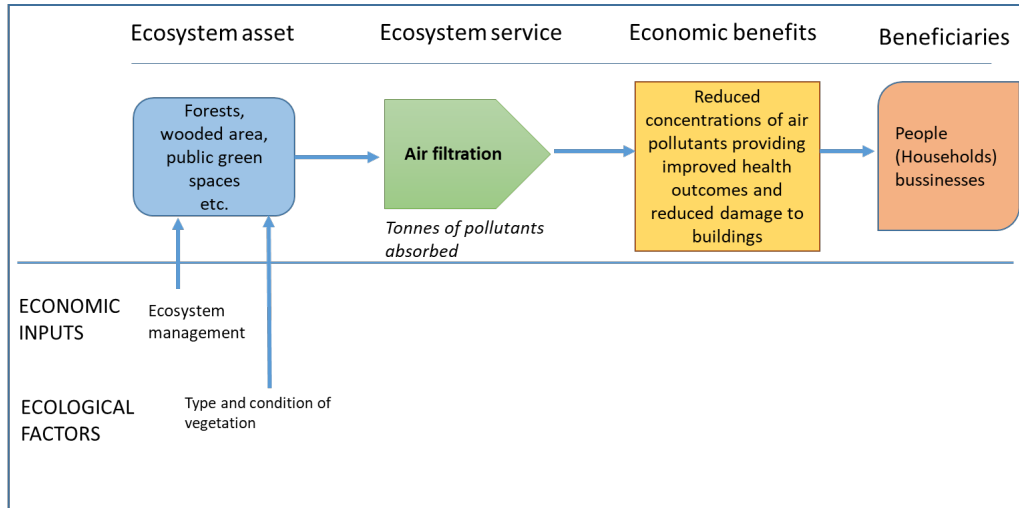 Ecosystem asset
Ecosystem service
Economic benefits
Beneficiaries
Forests,
wooded area,
public green
spaces
etc.
Air filtration
Tonnes of pollutants
absorbed
Reduced
concentrations of air
pollutants providing
improved health
outcomes and
reduced damage to
buildings
People
(Households)
bussinesses
ECONOMIC
INPUTS
Ecosystem
management
ECOLOGICAL
FACTORS
Type and condition of
vegetation